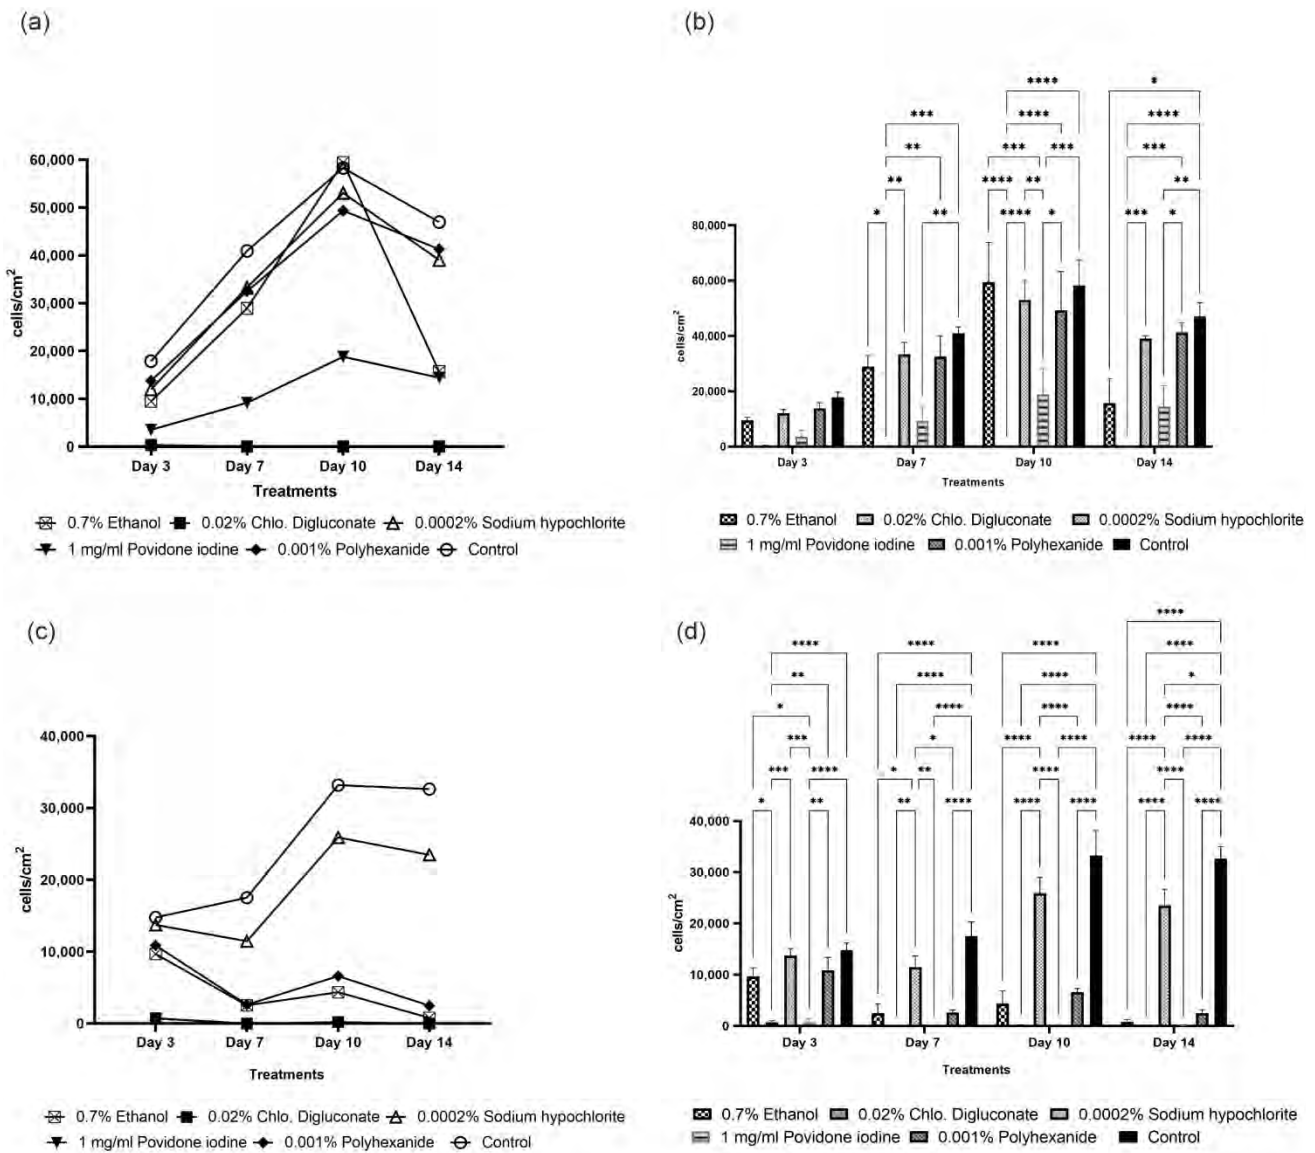 (a)
60,000
50,000
40,000
30,000
20,000
10,000
0
cells/cm²
Day 3 Day 7 Day 10 Day 14
Treatments
0.7% Ethanol 0.02% Chlo. Digluconate 0.0002% Sodium hypochlorite
1 mg/ml Povidone iodine 0.001% Polyhexanide Control
(b)
**** *
*** **** ****
** *** *** ***
** **** ** **
* ** **** * *** *
80,000
60,000
40,000
20,000
0
cells/cm²
Day 3 Day 7 Day 10 Day 14
Treatments
0.7% Ethanol 0.02% Chlo. Digluconate 0.0002% Sodium hypochlorite
1 mg/ml Povidone iodine 0.001% Polyhexanide Control
(c)
40,000
30,000
20,000
10,000
0
cells/cm²
Day 3 Day 7 Day 10 Day 14
Treatments
0.7% Ethanol 0.02% Chlo. Digluconate 0.0002% Sodium hypochlorite
1 mg/ml Povidone iodine 0.001% Polyhexanide Control
(d)
****
**** **** **** ****
** **** **** *
* **** **** ****
*** * **** **** **** ****
*** **** * ** **** ****
* ** ** **** **** **** **** ****
40,000
30,000
20,000
10,000
0
cells/cm²
Day 3 Day 7 Day 10 Day 14
Treatments
0.7% Ethanol 0.02% Chlo. Digluconate 0.0002% Sodium hypochlorite
1 mg/ml Povidone iodine 0.001% Polyhexanide Control